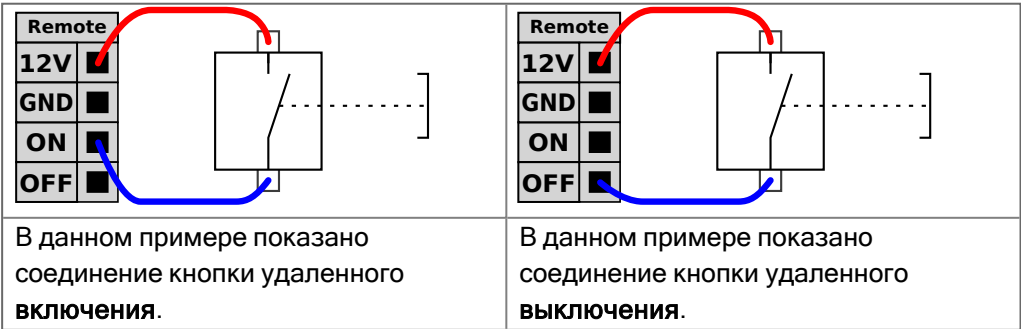 Remote
12V
GND
ON
OFF
В данном примере показано
соединение кнопки удаленного
включения.
Remote
12V
GND
ON
OFF
В данном примере показано
соединение кнопки удаленного
выключения.